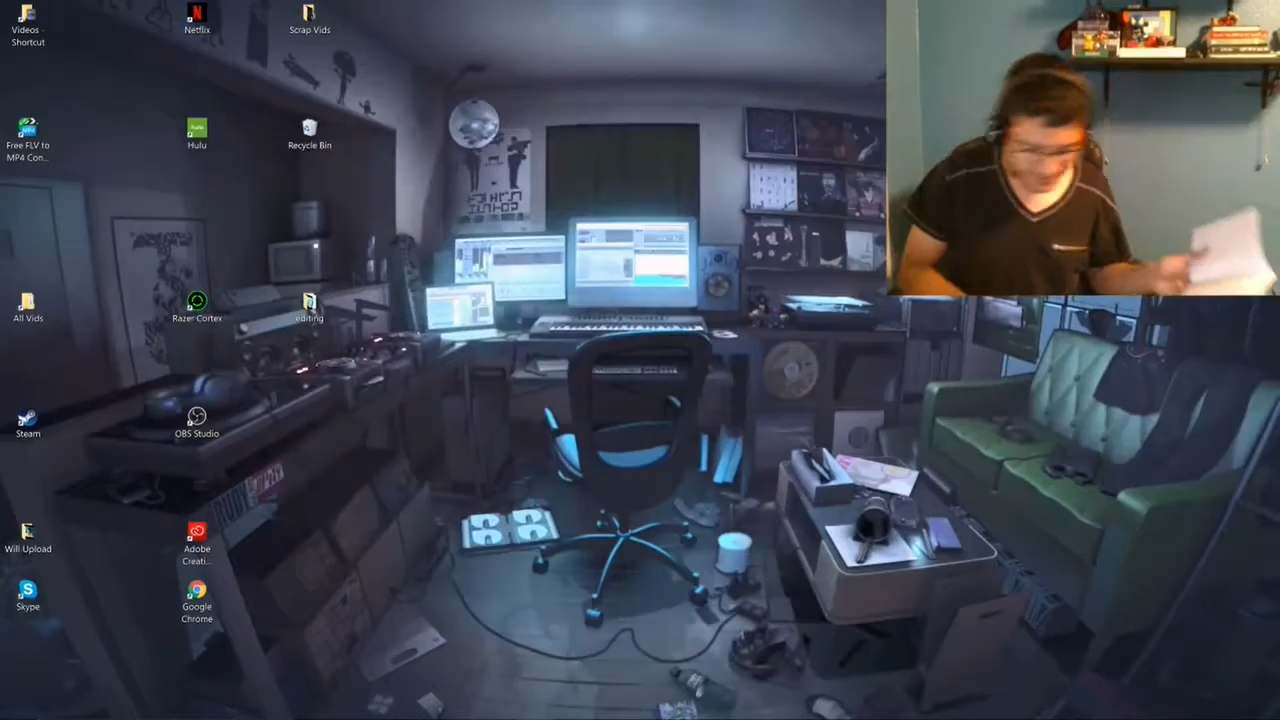 Videos -
Shortcut
Netflix
Scrap Vids
Free FLV to
MP4 Con...
Hulu
Recycle Bin
All Vids
Razer Cortex
editing
Steam
OBS Studio
Will Upload
Adobe
Creati...
Skype
Google
Chrome